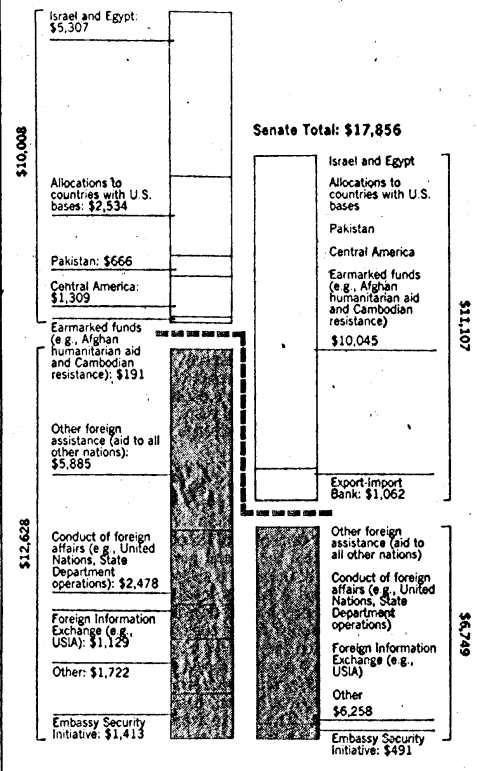 Israel and Egypt:
$5,307
$10,008
Allocations to
countries with U.S.
bases: $2,534
Pakistan: $666
Central America:
$1,309
Earmarked funds
(e.g., Afghan
humanitarian aid
and Cambodian
resistance): $191
Other foreign
assistance (aid to all
other nations):
$5,885
$12,628
Conduct of foreign
affairs (e.g., United
Nations, State
Department
operations): $2,478
Foreign Information
Exchange (e.g.,
USIA): $1,129
Other: $1,722
Embassy Security
Initiative: $1,413
Senate Total: $17,856
Israel and Egypt
Allocations to
countries with U.S.
bases
Pakistan
Central America
Earmarked funds
(e.g., Afghan
humanitarian aid
and Cambodian
resistance)
$10,045
$11,107
Export-Import
Bank: $1,062
Other foreign
assistance (aid to
all other nations)
Conduct of foreign
affairs (e.g., United
Nations, State
Department
operations)
$6,749
Foreign Information
Exchange (e.g.,
USIA)
Other
$6,258
Embassy Security
Initiative: $491